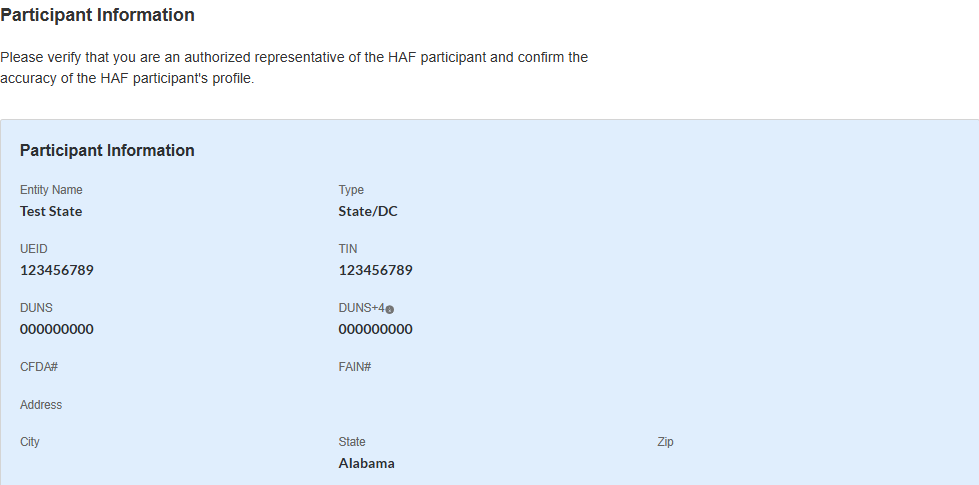 Participant Information
Please verify that you are an authorized representative of the HAF participant and confirm the
accuracy of the HAF participant's profile.
Participant Information
Entity Name Type
Test State State/DC
UEID TIN
123456789 123456789
DUNS DUNS+4
000000000 000000000
CFDA# FAIN#
Address
City State Zip
Alabama